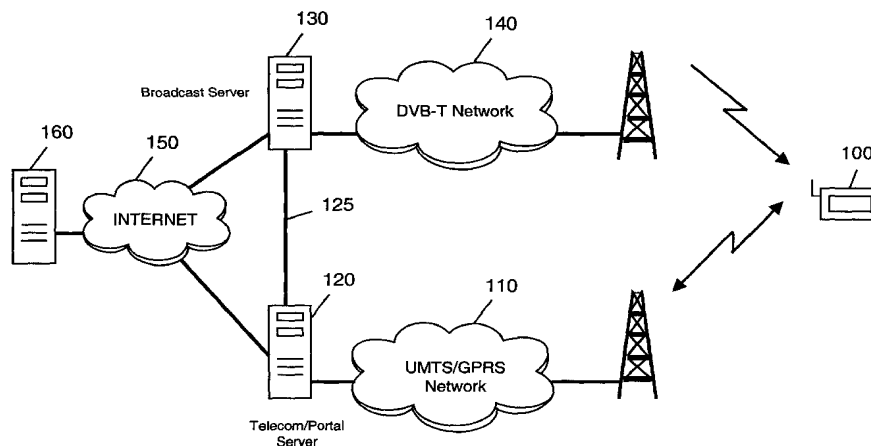 130
140
Broadcast Server
DVB-T Network
160
150
100
INTERNET
125
120
110
UMTS/GPRS
Network
Telecom/Portal
Server